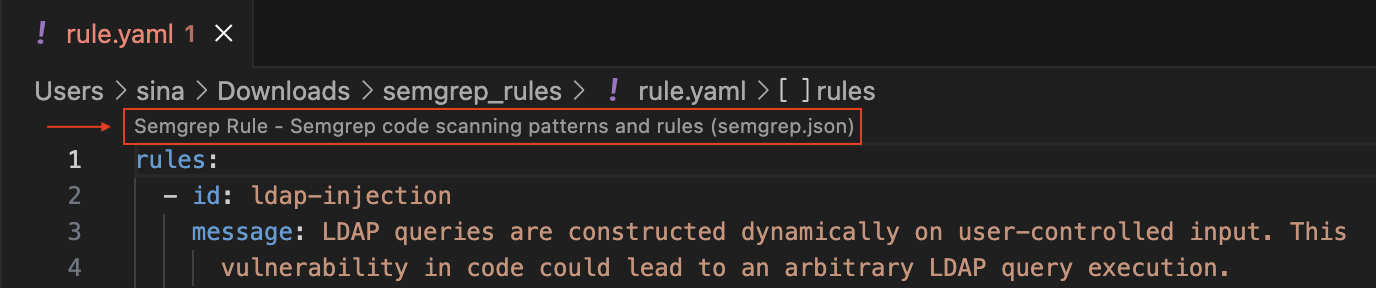 ! rule.yaml 1 ×
Users > sina > Downloads > semgrep_rules > ! rule.yaml > [ ] rules
Semgrep Rule - Semgrep code scanning patterns and rules (semgrep.json)
1 rules:
2 - id: ldap-injection
3 message: LDAP queries are constructed dynamically on user-controlled input. This
4 vulnerability in code could lead to an arbitrary LDAP query execution.